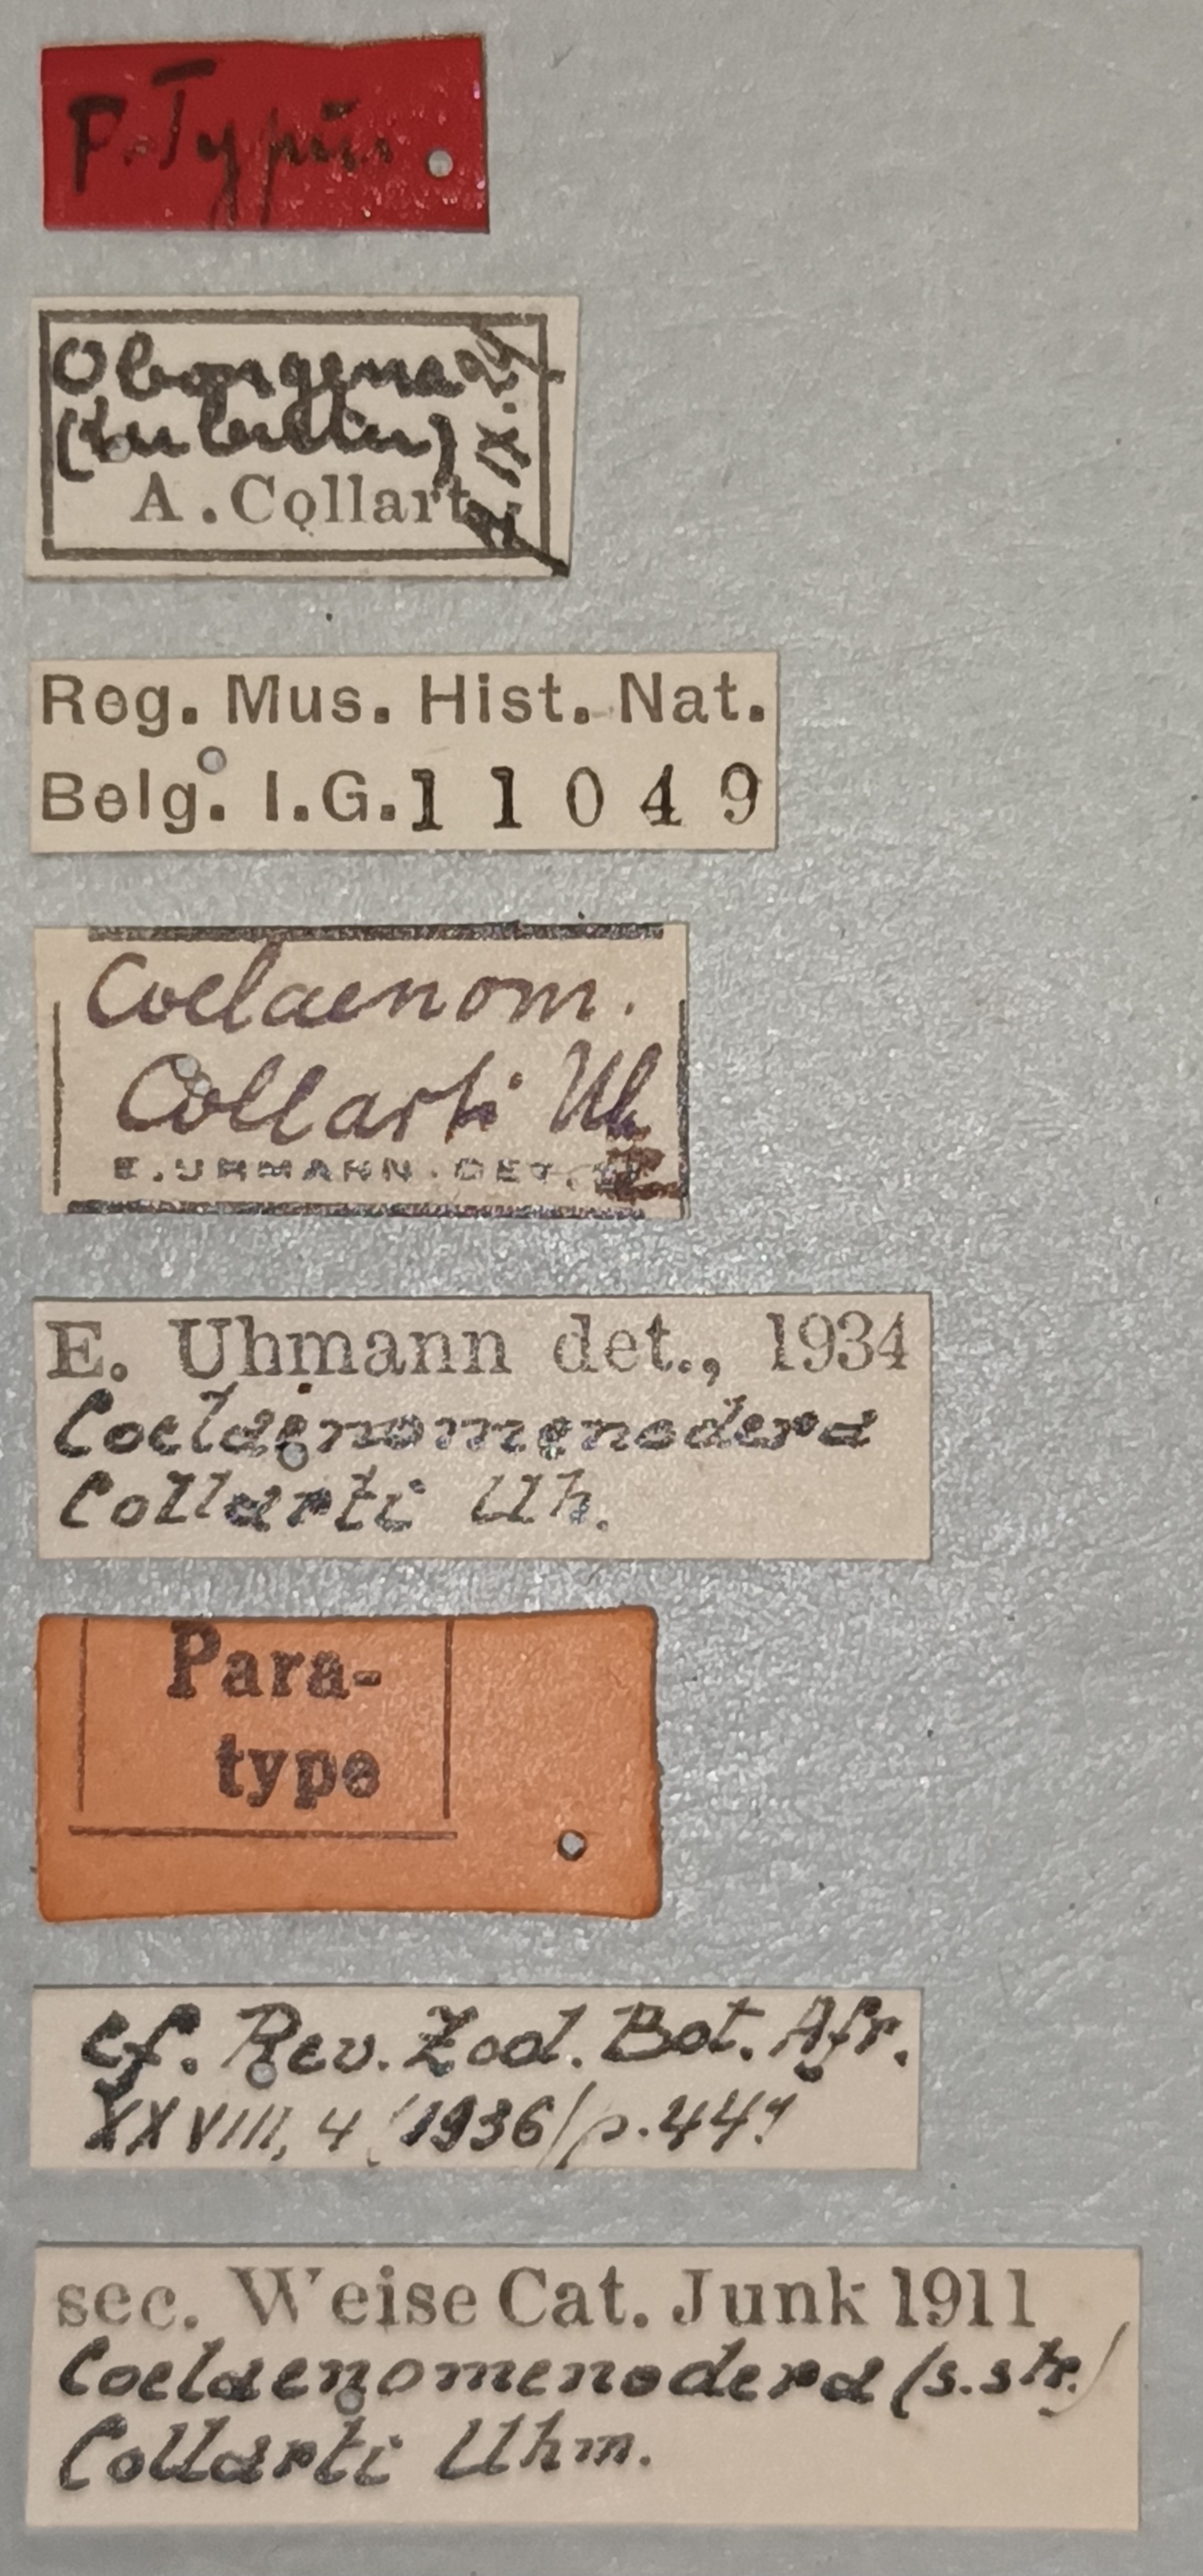 P. Typus.
Obongena
A. Collart
Reg. Mus. Hist. Nat.
Belg. I.G. 11049
Coelaenom.
Collarti Uh
E. UHMANN. DET.
E. Uhmann det., 1934
Coelaenomenodera
Collarti Uh.
Para-
type
cf. Rev. Zool. Bot. Afr.
XXVIII, 4 (1936) p.449
sec. Weise Cat. Junk 1911
Coelaenomenodera (s.str.)
Collarti Uhm.